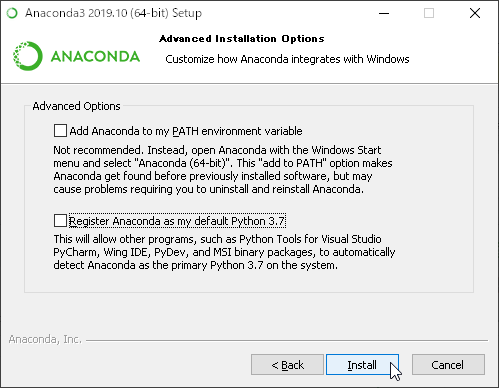 Anaconda3 2019.10 (64-bit) Setup
Advanced Installation Options
ANACONDA
Customize how Anaconda integrates with Windows
Advanced Options
Add Anaconda to my PATH environment variable
Not recommended. Instead, open Anaconda with the Windows Start
menu and select "Anaconda (64-bit)". This "add to PATH" option makes
Anaconda get found before previously installed software, but may
cause problems requiring you to uninstall and reinstall Anaconda.
Register Anaconda as my default Python 3.7
This will allow other programs, such as Python Tools for Visual Studio
PyCharm, Wing IDE, PyDev, and MSI binary packages, to automatically
detect Anaconda as the primary Python 3.7 on the system.
Anaconda, Inc.
< Back
Install
Cancel